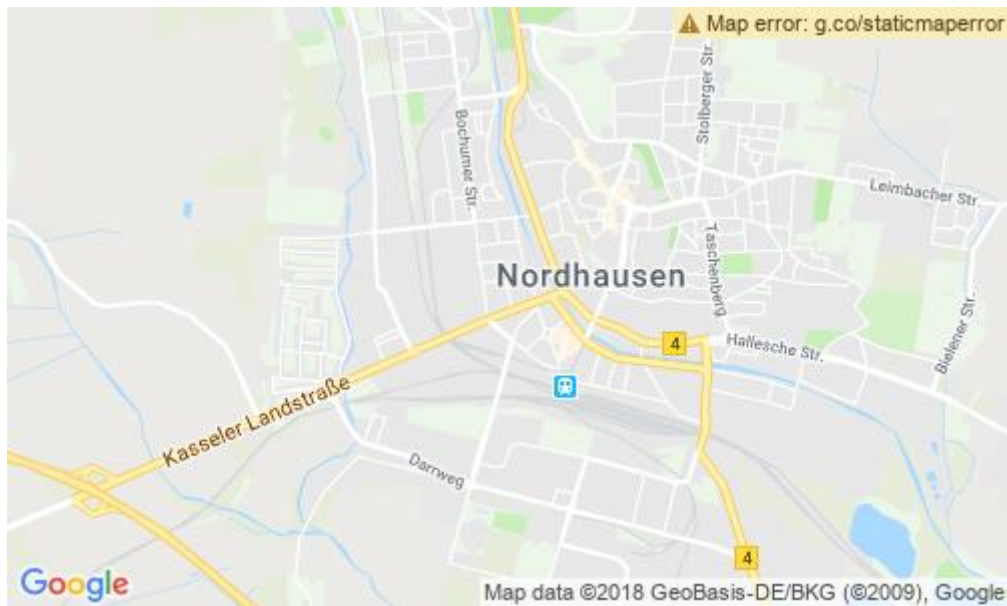 Map error: g.co/staticmaperror
Stolberger Str.
Bochumer Str.
Leimbacher Str.
Taschenberg
Nordhausen
Bielener Str.
4
Hallesche Str.
Kasseler Landstraße
Darrweg
4
Google
Map data ©2018 GeoBasis-DE/BKG (©2009), Google